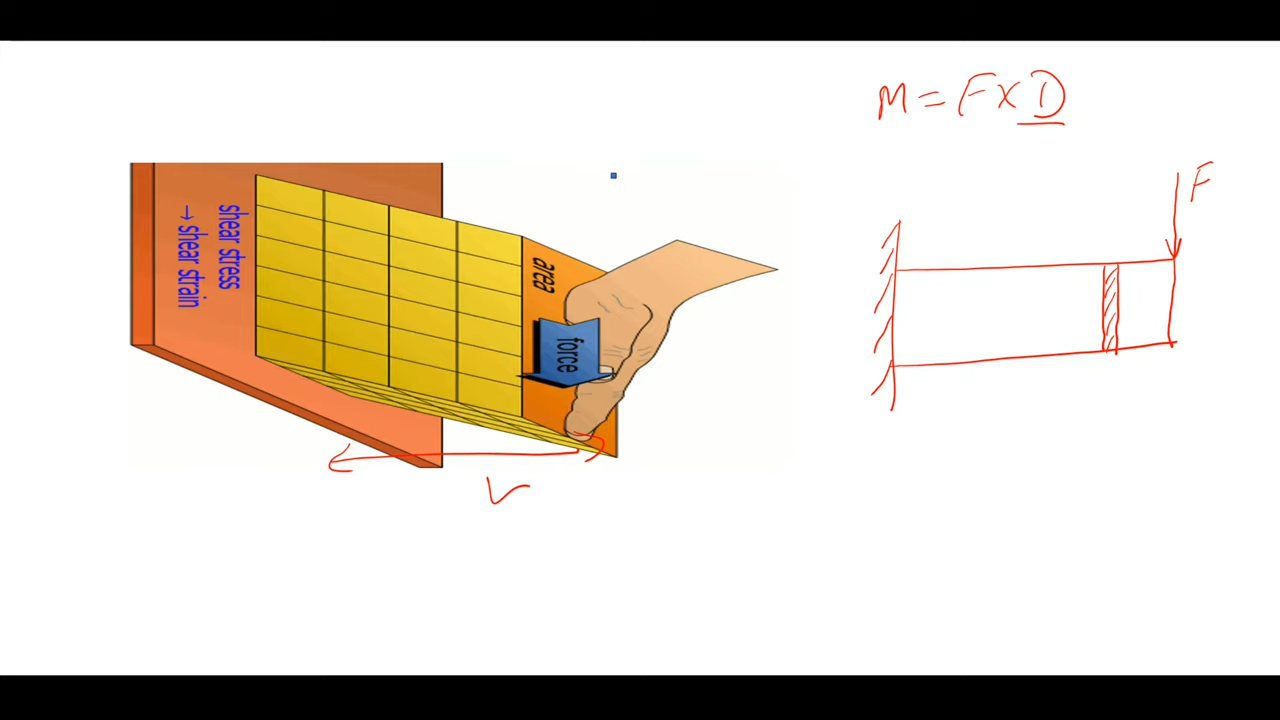 M = F x D
F
shear stress
→ shear strain
area
force